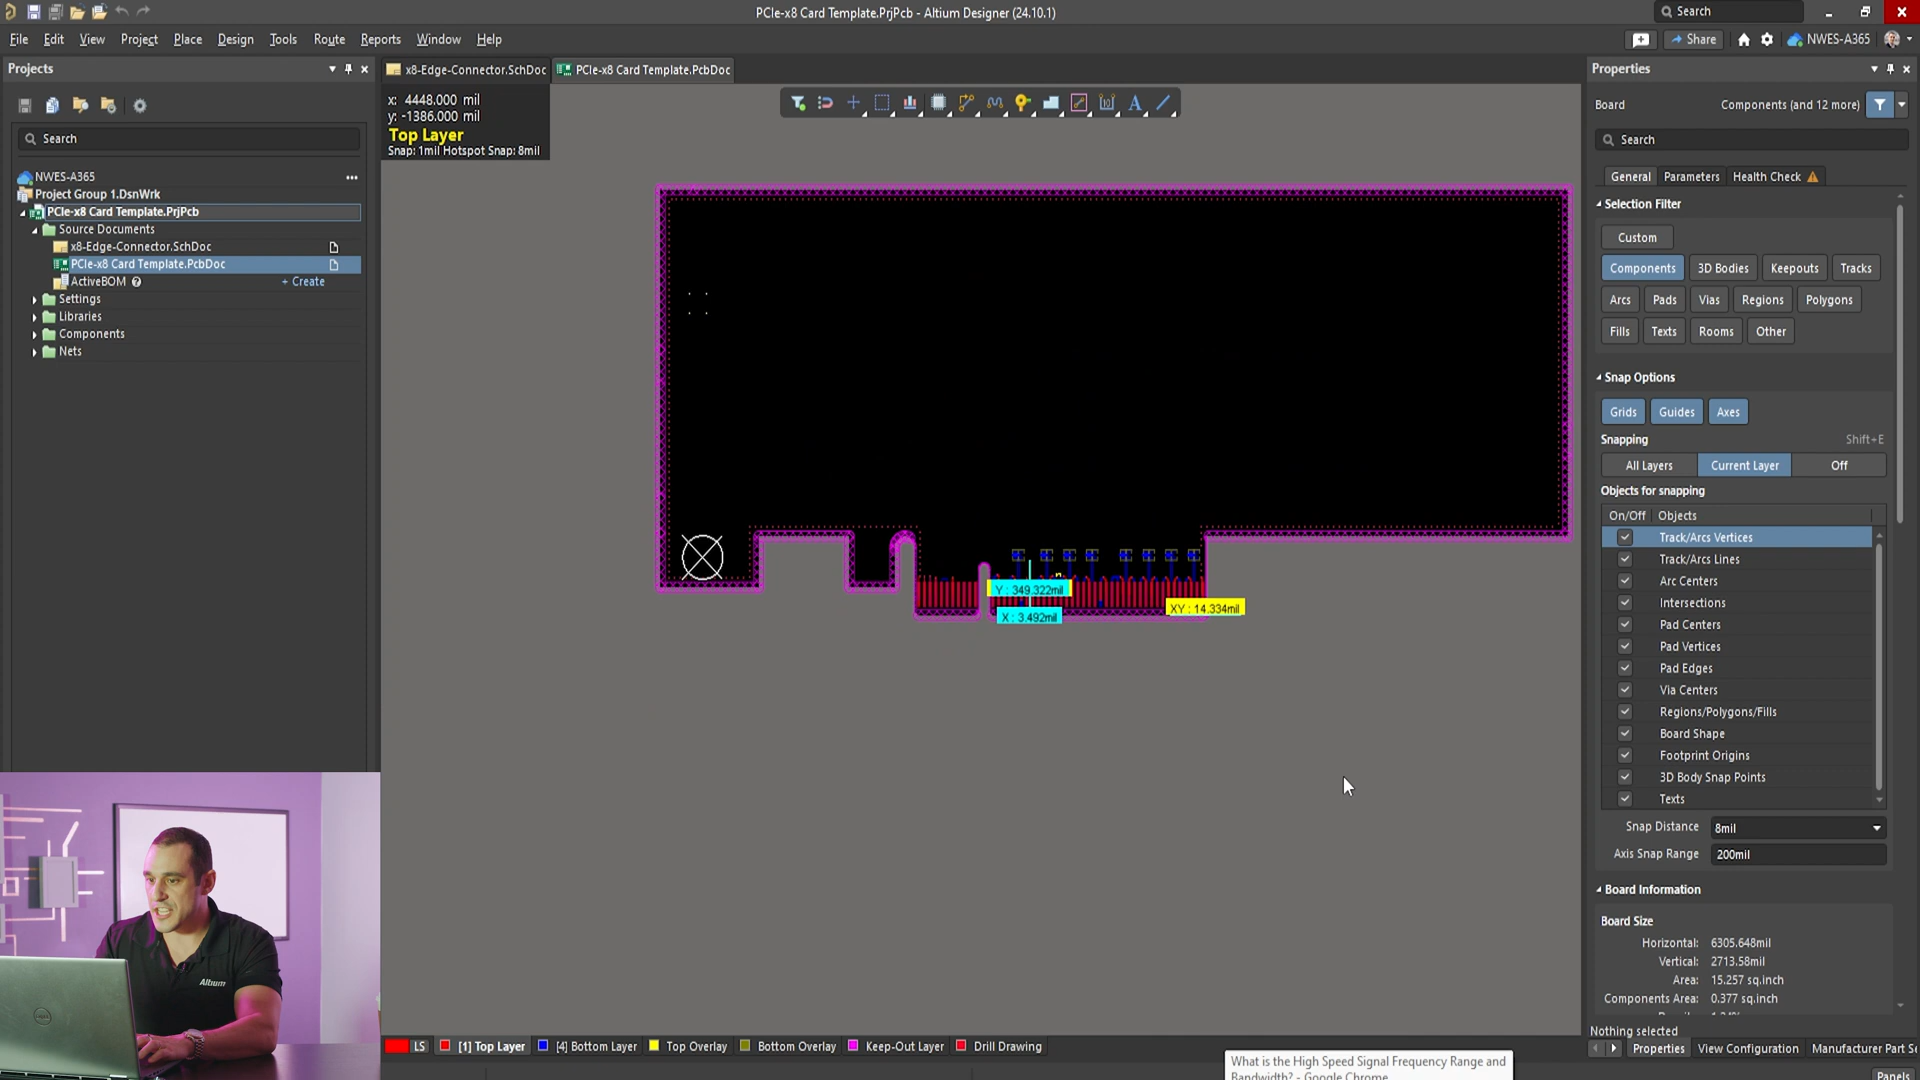 PCIe-x8 Card Template.PrjPcb - Altium Designer (24.10.1)
Search
File Edit View Project Place Design Tools Route Reports Window Help
Share
NWES-A365
Projects
Search
NWES-A365
Project Group 1.DsnWrk
PCIe-x8 Card Template.PrjPcb
Source Documents
x8-Edge-Connector.SchDoc
PCIe-x8 Card Template.PcbDoc
ActiveBOM
+ Create
Settings
Libraries
Components
Nets
x8-Edge-Connector.SchDoc
PCIe-x8 Card Template.PcbDoc
x: 4448.000 mil
y: -1386.000 mil
Top Layer
Snap: 1mil Hotspot Snap: 8mil
Y : 349.322mil
X : 3.492mil
XY : 14.334mil
Altium
LS
[1] Top Layer
[4] Bottom Layer
Top Overlay
Bottom Overlay
Keep-Out Layer
Drill Drawing
What is the High Speed Signal Frequency Range and
Bandwidth? - Google Chrome
Properties
Board
Components (and 12 more)
Search
General Parameters Health Check
Selection Filter
Custom
Components 3D Bodies Keepouts Tracks
Arcs Pads Vias Regions Polygons
Fills Texts Rooms Other
Snap Options
Grids Guides Axes
Snapping
Shift+E
All Layers Current Layer Off
Objects for snapping
On/Off Objects
Track/Arcs Vertices
Track/Arcs Lines
Arc Centers
Intersections
Pad Centers
Pad Vertices
Pad Edges
Via Centers
Regions/Polygons/Fills
Board Shape
Footprint Origins
3D Body Snap Points
Texts
Snap Distance 8mil
Axis Snap Range 200mil
Board Information
Board Size
Horizontal: 6305.648mil
Vertical: 2713.58mil
Area: 15.257 sq.inch
Components Area: 0.377 sq.inch
Nothing selected
Properties View Configuration Manufacturer Part Se
Panels